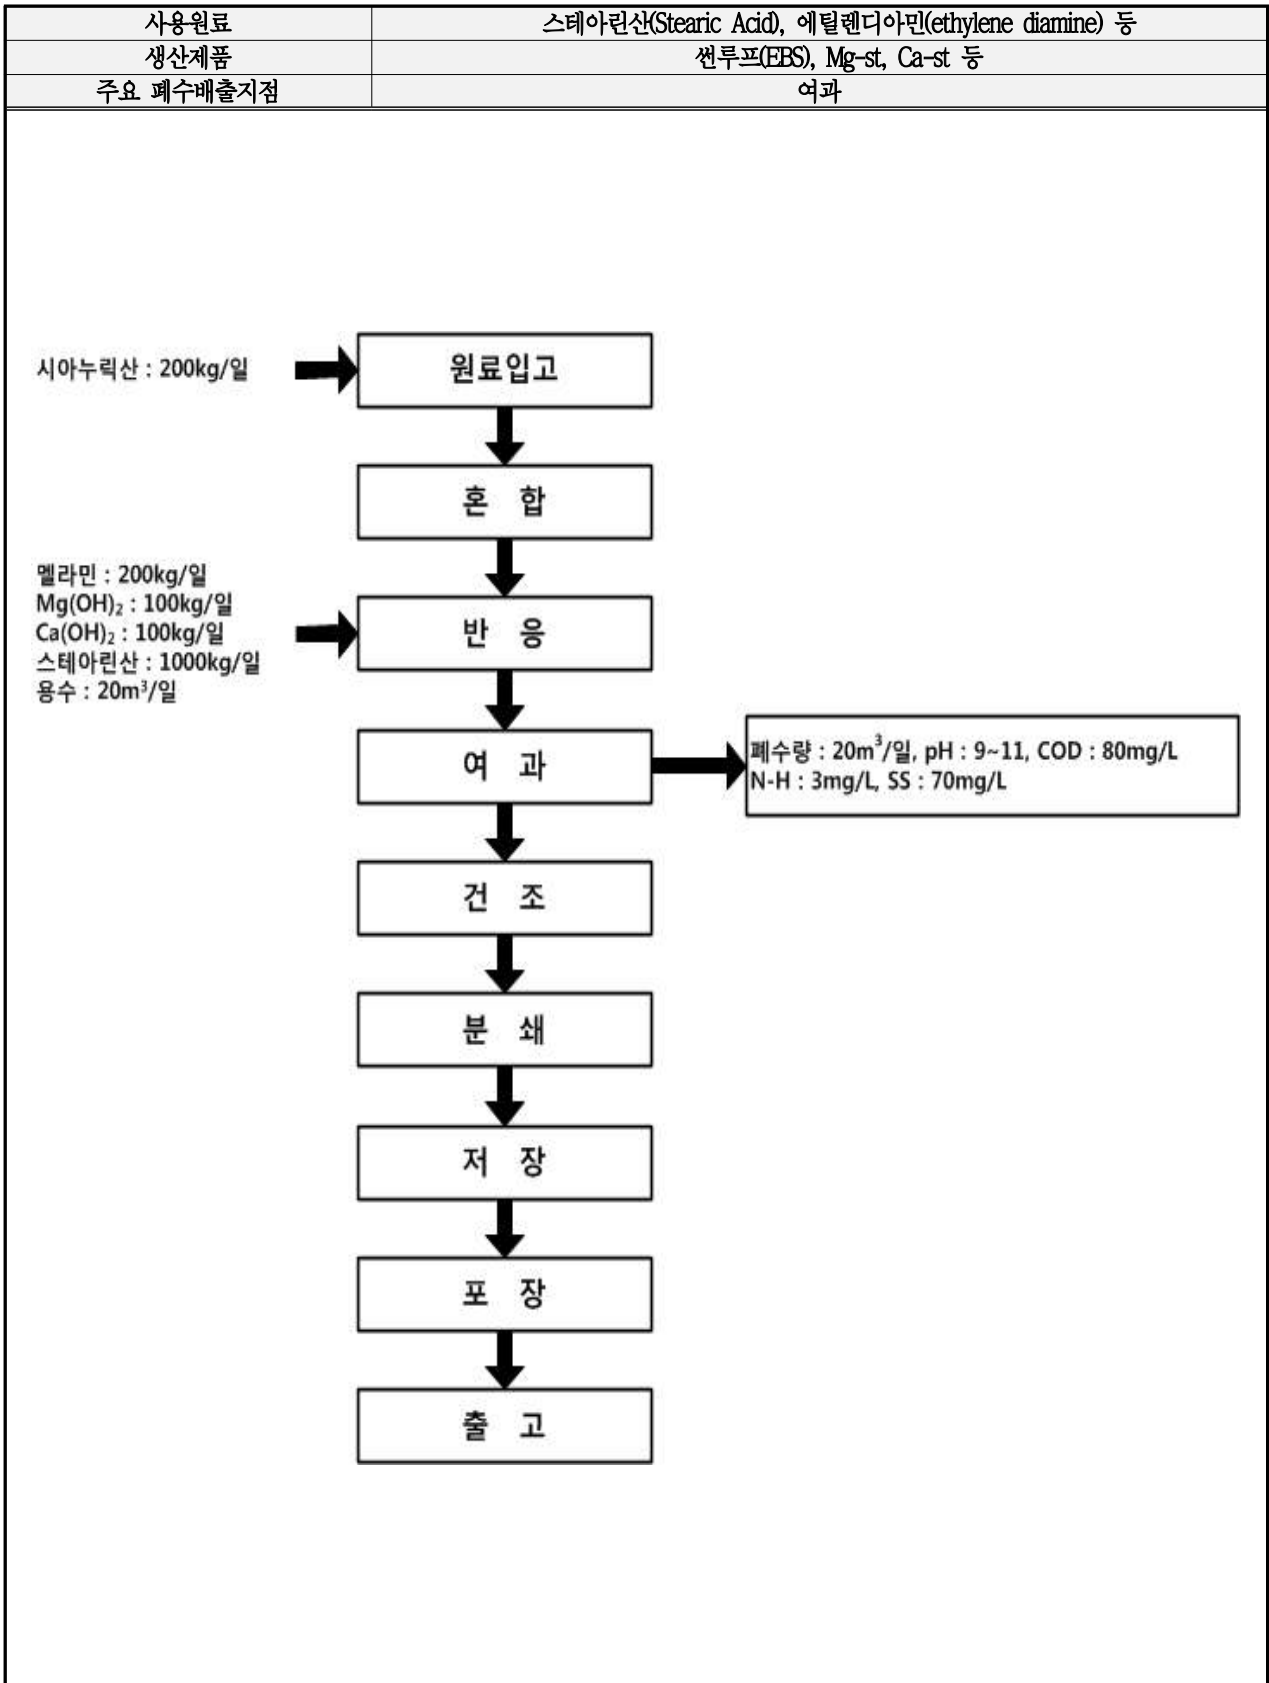 사용원료 스테아린산(Stearic Acid), 에틸렌디아민(ethylene diamine) 등
생산제품 썬루프(EBS), Mg-st, Ca-st 등
주요 폐수배출지점 여과
시아누릭산 : 200kg/일
원료입고
혼 합
멜라민 : 200kg/일
Mg(OH)₂ : 100kg/일
Ca(OH)₂ : 100kg/일
스테아린산 : 1000kg/일
용수 : 20m³/일
반 응
여 과
폐수량 : 20m³/일, pH : 9~11, COD : 80mg/L
N-H : 3mg/L, SS : 70mg/L
건 조
분 쇄
저 장
포 장
출 고